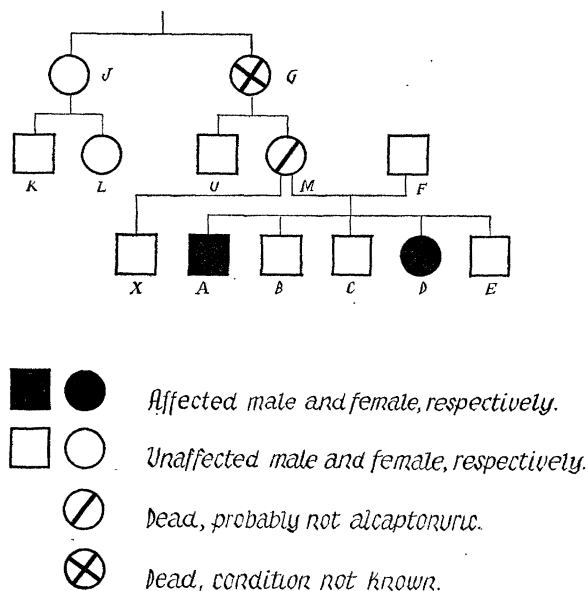 J G
K L U M F
X A B C D E
Affected male and female, respectively.
Unaffected male and female, respectively.
Dead, probably not alcaptonuric.
Dead, condition not known.